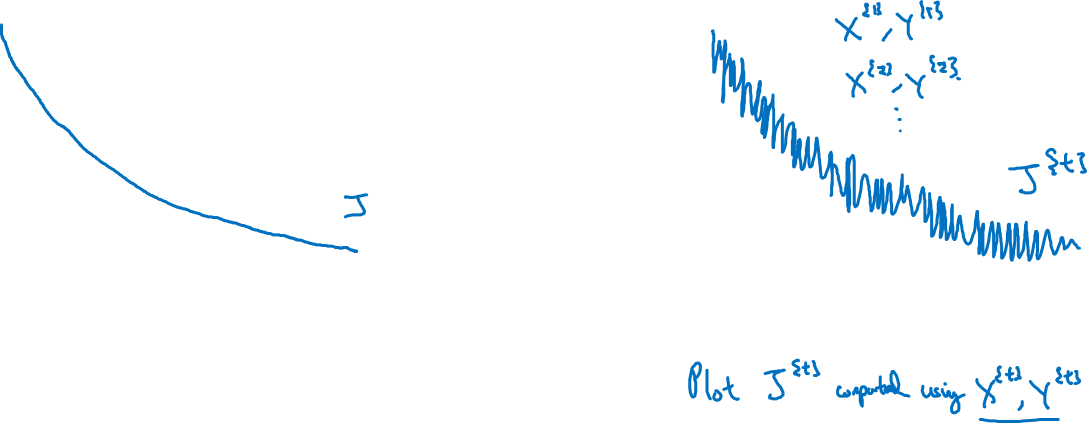 J
X^{1}, Y^{1}
X^{2}, Y^{2}.
⋮
J^{t}
Plot J^{t} computed using X^{t}, Y^{t}